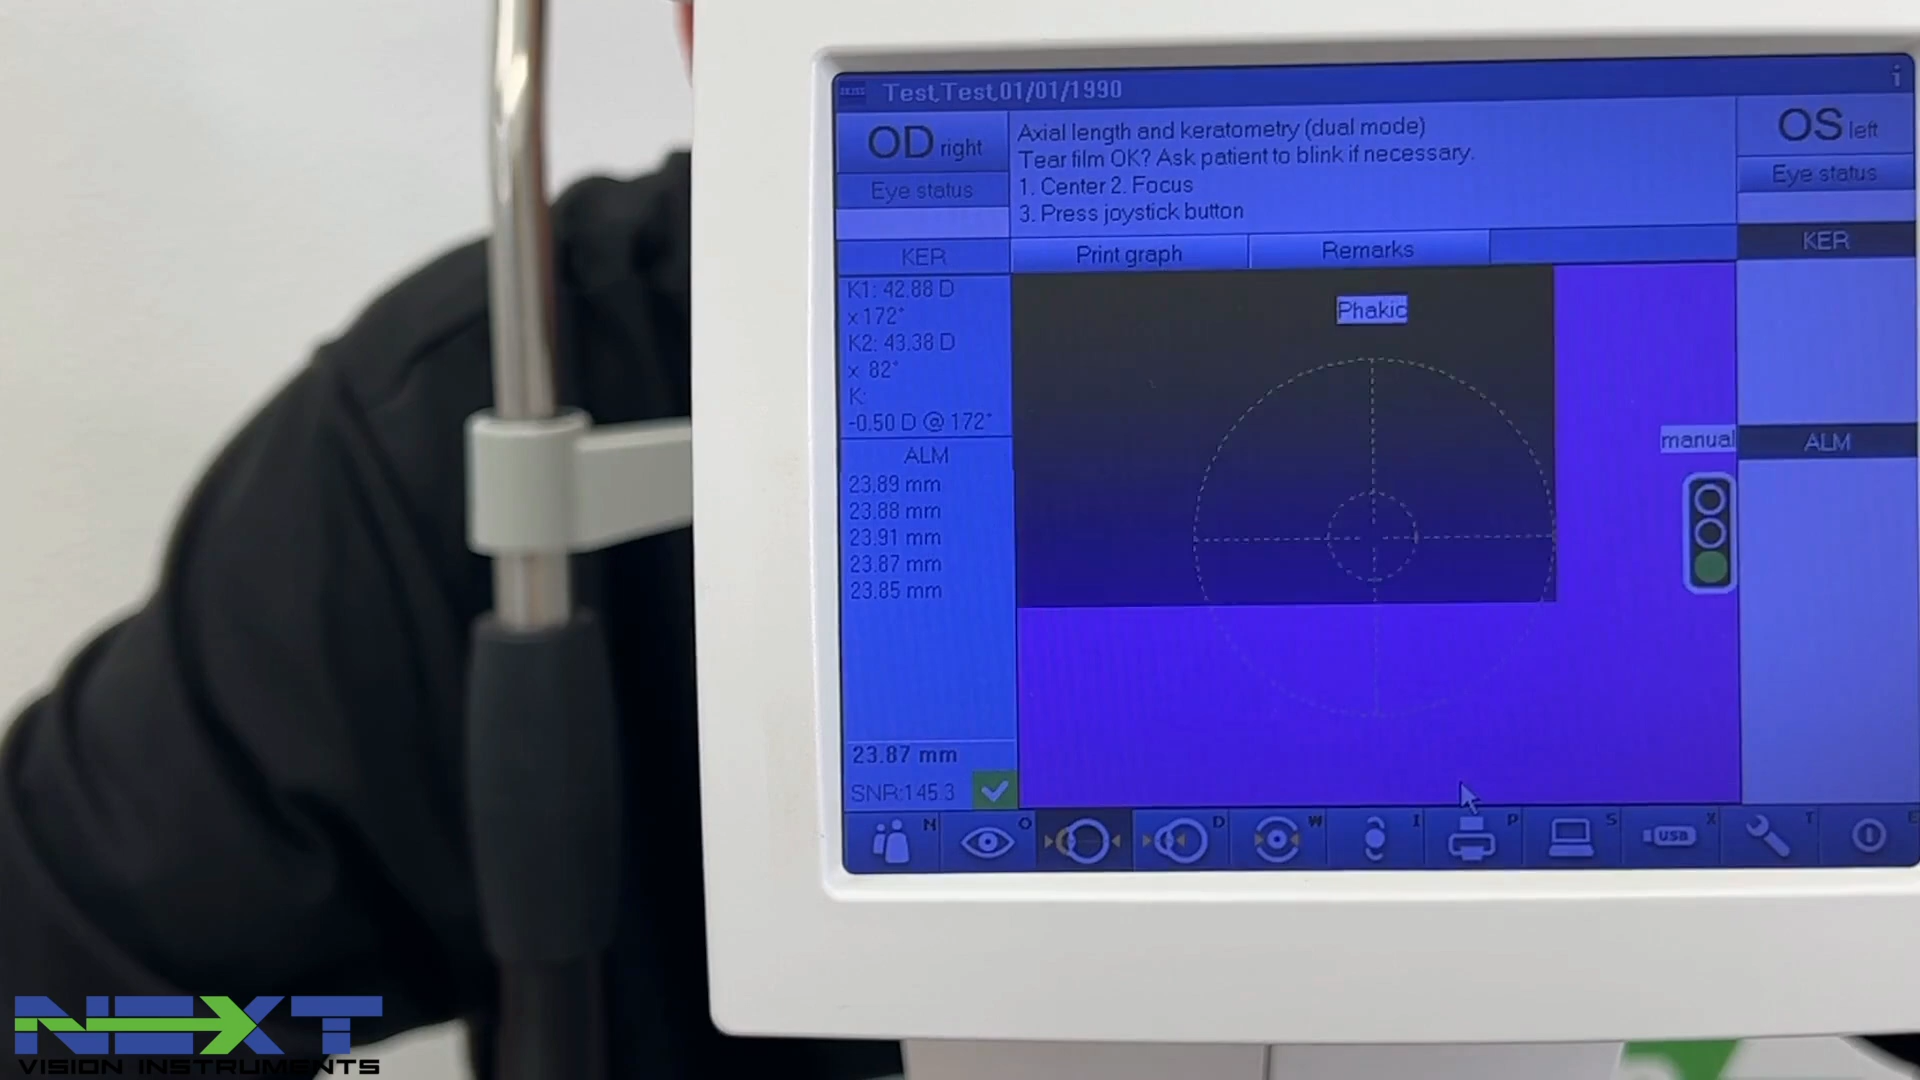 ZEISS Test,Test,01/01/1990 i
OD right
Eye status
Axial length and keratometry (dual mode)
Tear film OK? Ask patient to blink if necessary.
1. Center 2. Focus
3. Press joystick button
OS left
Eye status
KER
Print graph
Remarks
KER
K1: 42.88 D
x 172°
K2: 43.38 D
x 82°
K:
-0.50 D @ 172°
Phakic
manual
ALM
ALM
23.89 mm
23.88 mm
23.91 mm
23.87 mm
23.85 mm
23.87 mm
SNR:145.3
N O D W I P S USB X T E
NEXT
VISION INSTRUMENTS